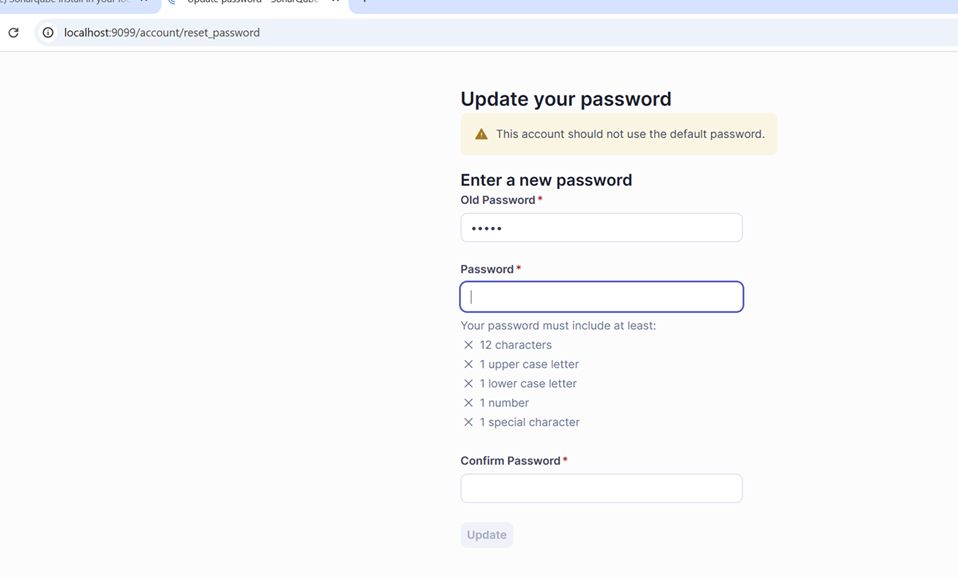 SonarQube install in your lo
Update password - SonarQube
localhost:9099/account/reset_password
Update your password
This account should not use the default password.
Enter a new password
Old Password *
•••••
Password *
Your password must include at least:
12 characters
1 upper case letter
1 lower case letter
1 number
1 special character
Confirm Password *
Update